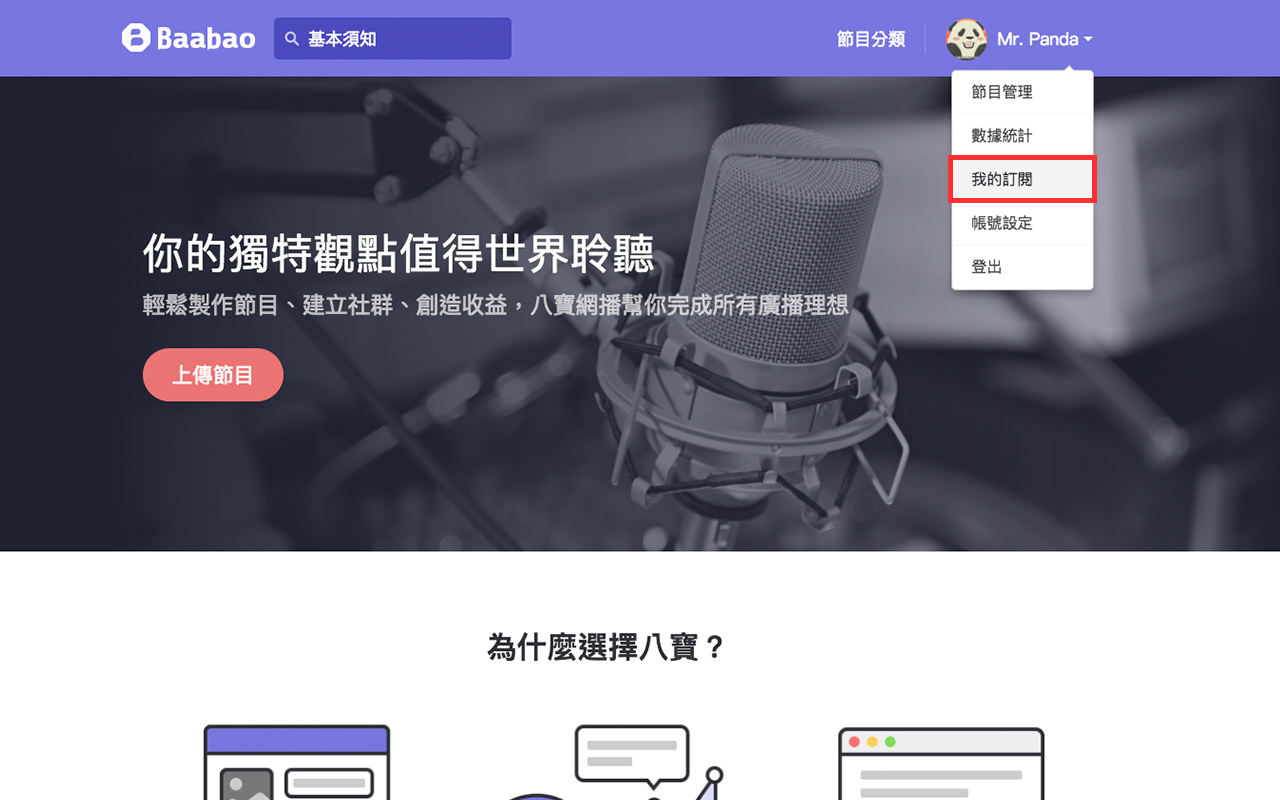 Baabao
基本須知
節目分類
Mr. Panda
節目管理
數據統計
我的訂閱
帳號設定
登出
你的獨特觀點值得世界聆聽
輕鬆製作節目、建立社群、創造收益，八寶網播幫你完成所有廣播理想
上傳節目
為什麼選擇八寶？